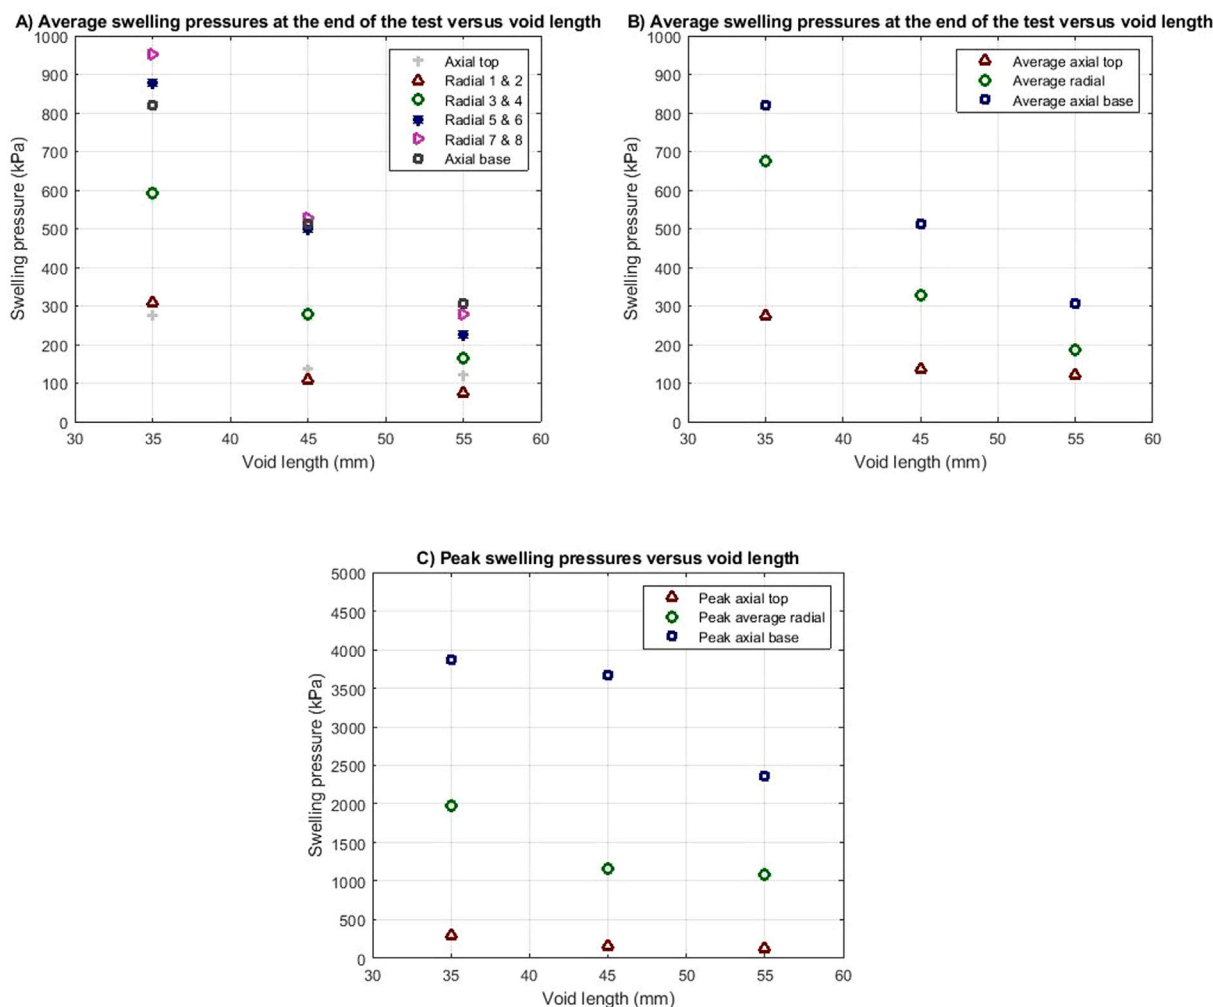 A) Average swelling pressures at the end of the test versus void length
1000
900
800
700
600
500
400
300
200
100
0
Swelling pressure (kPa)
30 35 40 45 50 55 60
Void length (mm)
Axial top
Radial 1 & 2
Radial 3 & 4
Radial 5 & 6
Radial 7 & 8
Axial base
B) Average swelling pressures at the end of the test versus void length
1000
900
800
700
600
500
400
300
200
100
0
Swelling pressure (kPa)
30 35 40 45 50 55 60
Void length (mm)
Average axial top
Average radial
Average axial base
C) Peak swelling pressures versus void length
5000
4500
4000
3500
3000
2500
2000
1500
1000
500
0
Swelling pressure (kPa)
30 35 40 45 50 55 60
Void length (mm)
Peak axial top
Peak average radial
Peak axial base